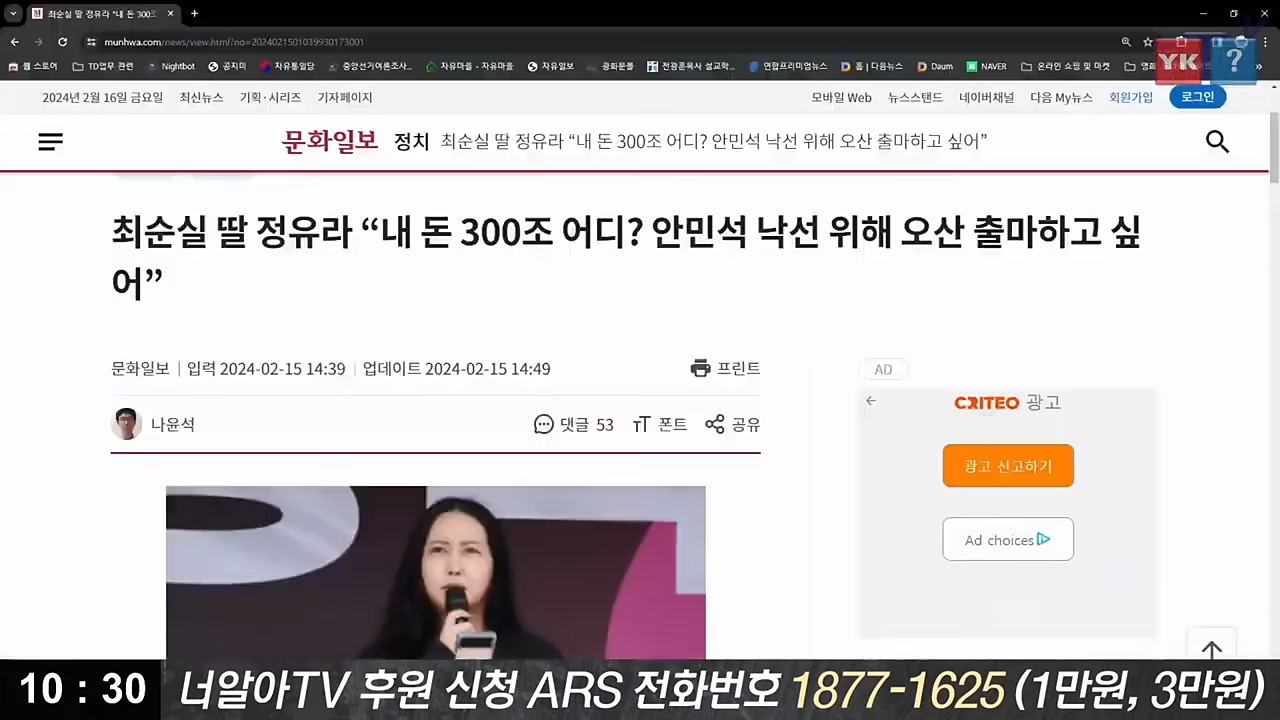 최순실 딸 정유라 “내 돈 300조
munhwa.com/news/view.html?no=2024021501039930173001
웹 스토어 TD업무 관련 Nightbot 공지미 자유통일당 중앙선거여론조사... 자유마을 - 자유마을 자유일보 광화문몰 전광훈목사 설교학... 연합프리미엄뉴스 홈 | 다음뉴스 Daum NAVER 온라인 쇼핑 및 마켓
YK ?
2024년 2월 16일 금요일 최신뉴스 기획·시리즈 기자페이지 모바일 Web 뉴스스탠드 네이버채널 다음 My뉴스 회원가입 로그인
문화일보 정치 최순실 딸 정유라 “내 돈 300조 어디? 안민석 낙선 위해 오산 출마하고 싶어”
최순실 딸 정유라 “내 돈 300조 어디? 안민석 낙선 위해 오산 출마하고 싶
어”
문화일보 | 입력 2024-02-15 14:39 | 업데이트 2024-02-15 14:49 프린트
나윤석 댓글 53 폰트 공유
AD
CRITEO 광고
광고 신고하기
Ad choices
10 : 30 너알아TV 후원 신청 ARS 전화번호 1877-1625 (1만원, 3만원)